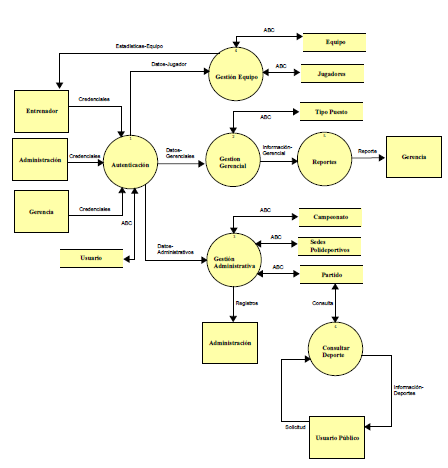 ABC
Equipo
Estadísticas-Equipo
ABC
Datos-Jugador
Gestión Equipo
Jugadores
Entrenador
Credenciales
Tipo Puesto
ABC
Administración
Credenciales
Autenticación
Datos-
Gerenciales
Gestion
Gerencial
Información-
Gerencial
Reportes
Reporte
Gerencia
Gerencia
Credenciales
ABC
ABC
Campeonato
Usuario
Datos-
Administrativos
Gestión
Administrativa
ABC
Sedes
Polideportivos
ABC
Partido
Registros
Consulta
Administración
Consultar
Deporte
Información-
Deportes
Solicitud
Usuario Público